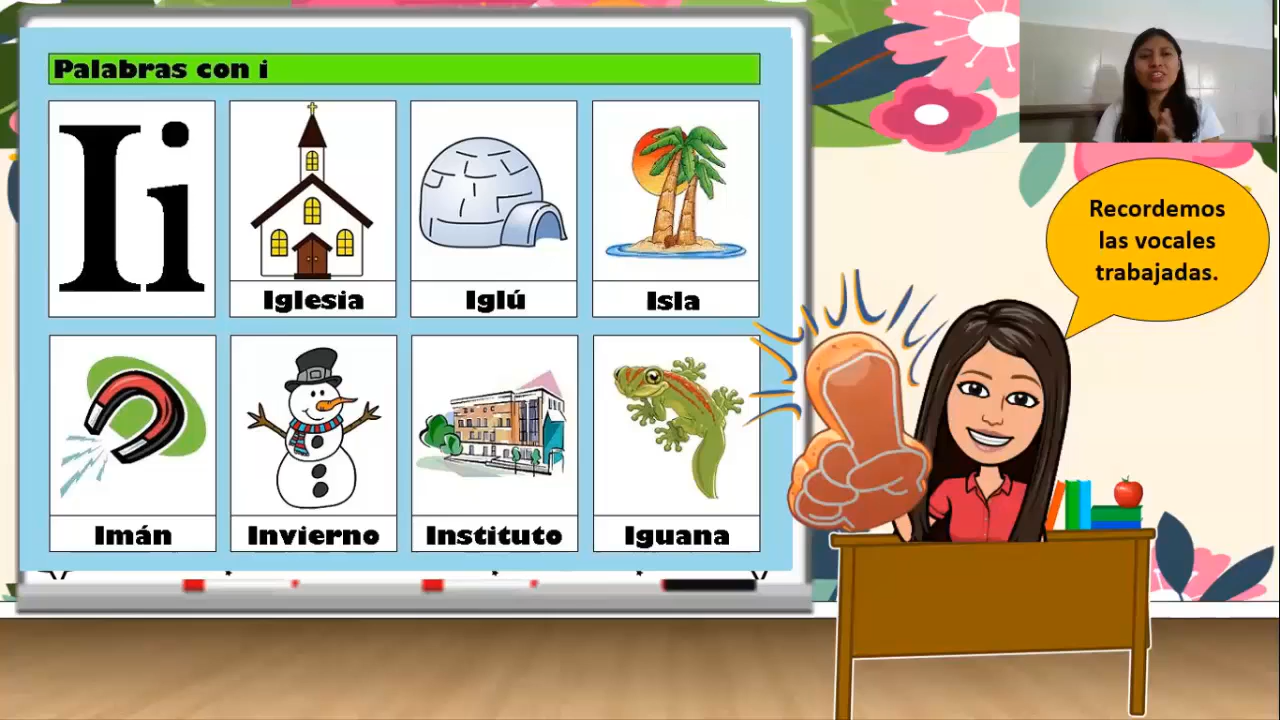 Palabras con i
Ii
Iglesia
Iglú
Isla
Imán
Invierno
Instituto
Iguana
Recordemos
las vocales
trabajadas.